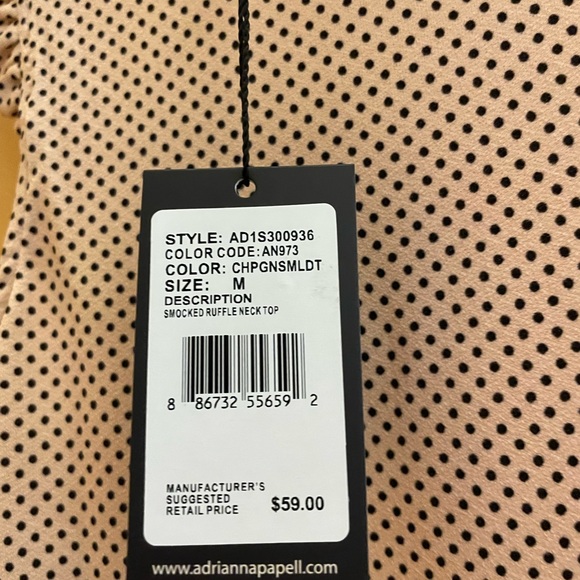 STYLE: AD1S300936
COLOR CODE: AN973
COLOR: CHPGNSMLDT
SIZE: M
DESCRIPTION
SMOCKED RUFFLE NECK TOP
8 86732 55659 2
MANUFACTURER'S
SUGGESTED
RETAIL PRICE $59.00
www.adriannapapell.com